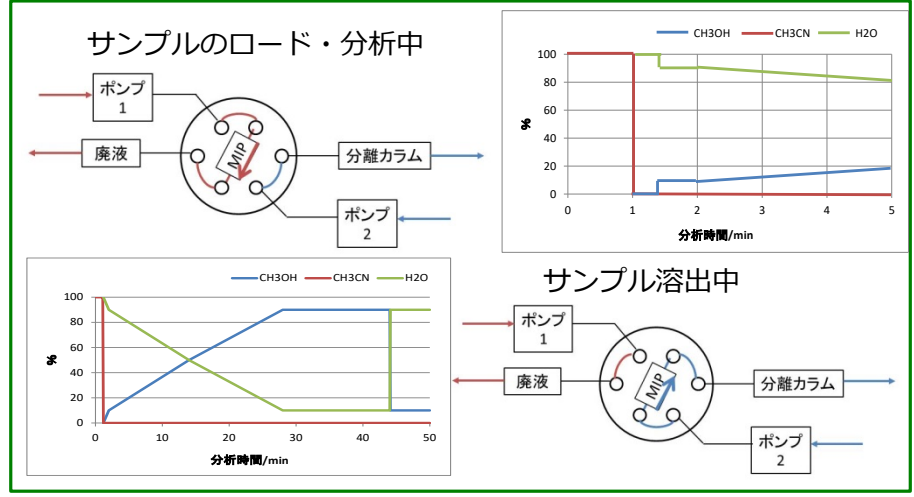 サンプルのロード・分析中
ポンプ
1
廃液
MIP
分離カラム
ポンプ
2
CH3OH CH3CN H2O
100
80
60
40
20
0
%
0 1 2 3 4 5
分析時間/min
CH3OH CH3CN H2O
100
80
60
40
20
0
%
0 10 20 30 40 50
分析時間/min
サンプル溶出中
ポンプ
1
廃液
MIP
分離カラム
ポンプ
2